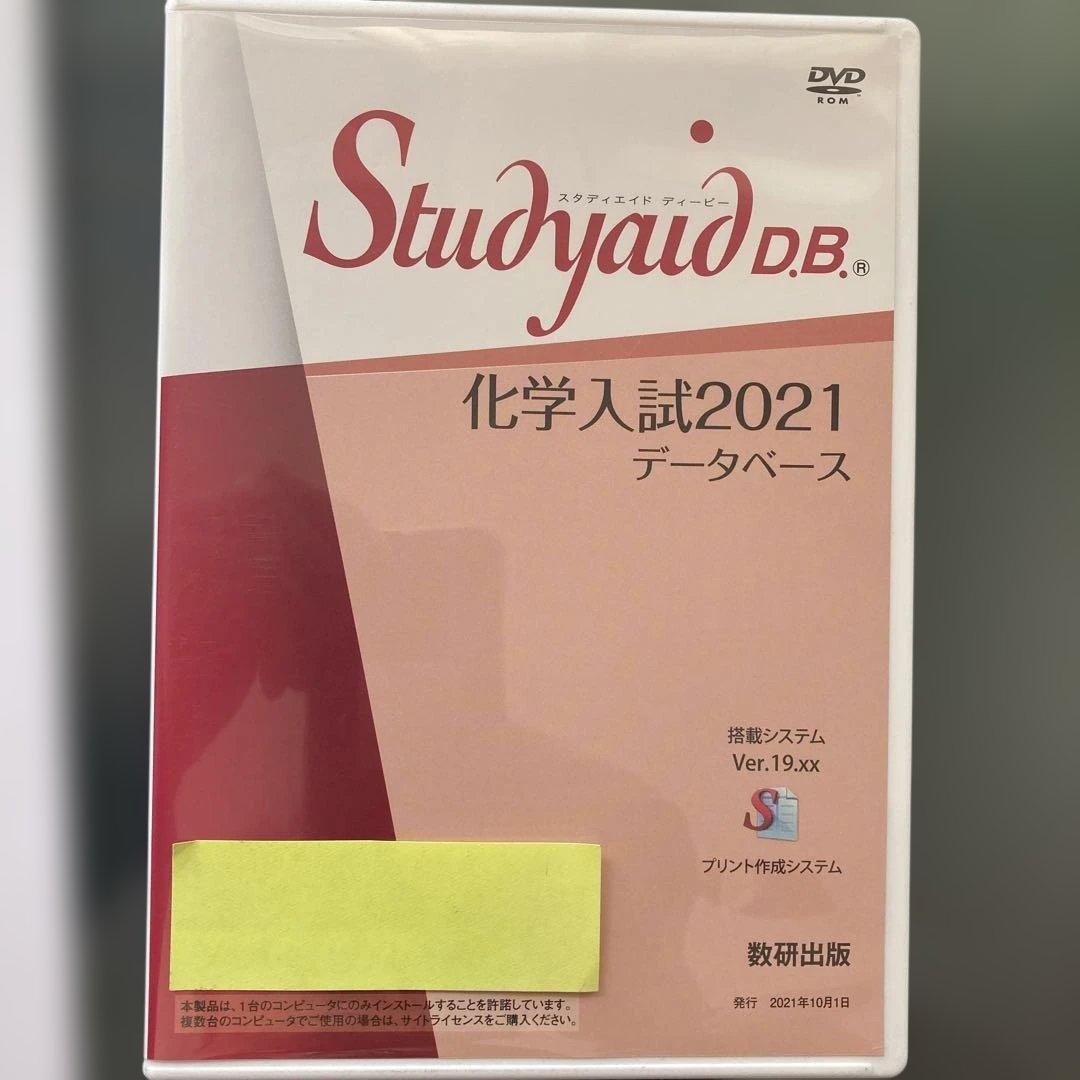 DVD
ROM
スタディエイド ディービー
Studyaid D.B.®
化学入試2021
データベース
搭載システム
Ver.19.xx
S
プリント作成システム
数研出版
発行 2021年10月1日
本製品は、1台のコンピュータにのみインストールすることを許諾しています。
複数台のコンピュータでご使用の場合は、サイトライセンスをご購入ください。